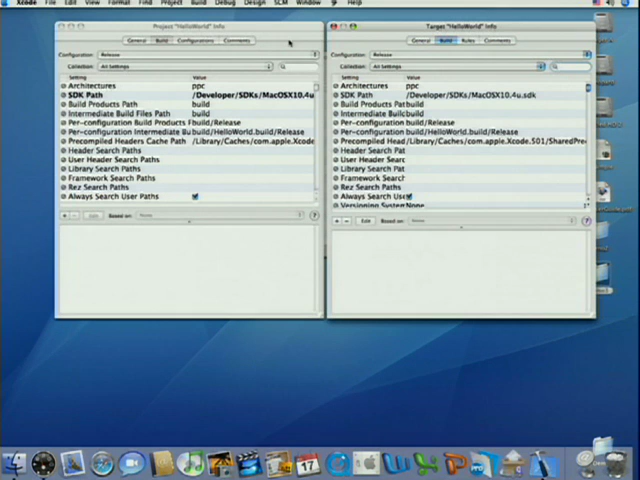 Xcode File Edit View Format Find Project Build Debug Design SCM Window Help
Project "HelloWorld" Info
General Build Configurations Comments
Configuration: Release
Collection: All Settings
Setting Value
Architectures ppc
SDK Path /Developer/SDKs/MacOSX10.4u
Build Products Path build
Intermediate Build Files Path build
Per-configuration Build Products F build/Release
Per-configuration Intermediate Bu build/HelloWorld.build/Release
Precompiled Headers Cache Path /Library/Caches/com.apple.Xcode
Header Search Paths
User Header Search Paths
Library Search Paths
Framework Search Paths
Rez Search Paths
Always Search User Paths
+ − Edit Based on: None ?
Target "HelloWorld" Info
General Build Rules Comments
Configuration: Release
Collection: All Settings
Setting Value
Architectures ppc
SDK Path /Developer/SDKs/MacOSX10.4u.sdk
Build Products Pat build
Intermediate Build build
Per-configuration build/Release
Per-configuration build/HelloWorld.build/Release
Precompiled Head /Library/Caches/com.apple.Xcode.501/SharedPre
Header Search Pat
User Header Searc
Library Search Pat
Framework Search
Rez Search Paths
Always Search Use
Versioning System None
+ − Edit Based on: None ?
17